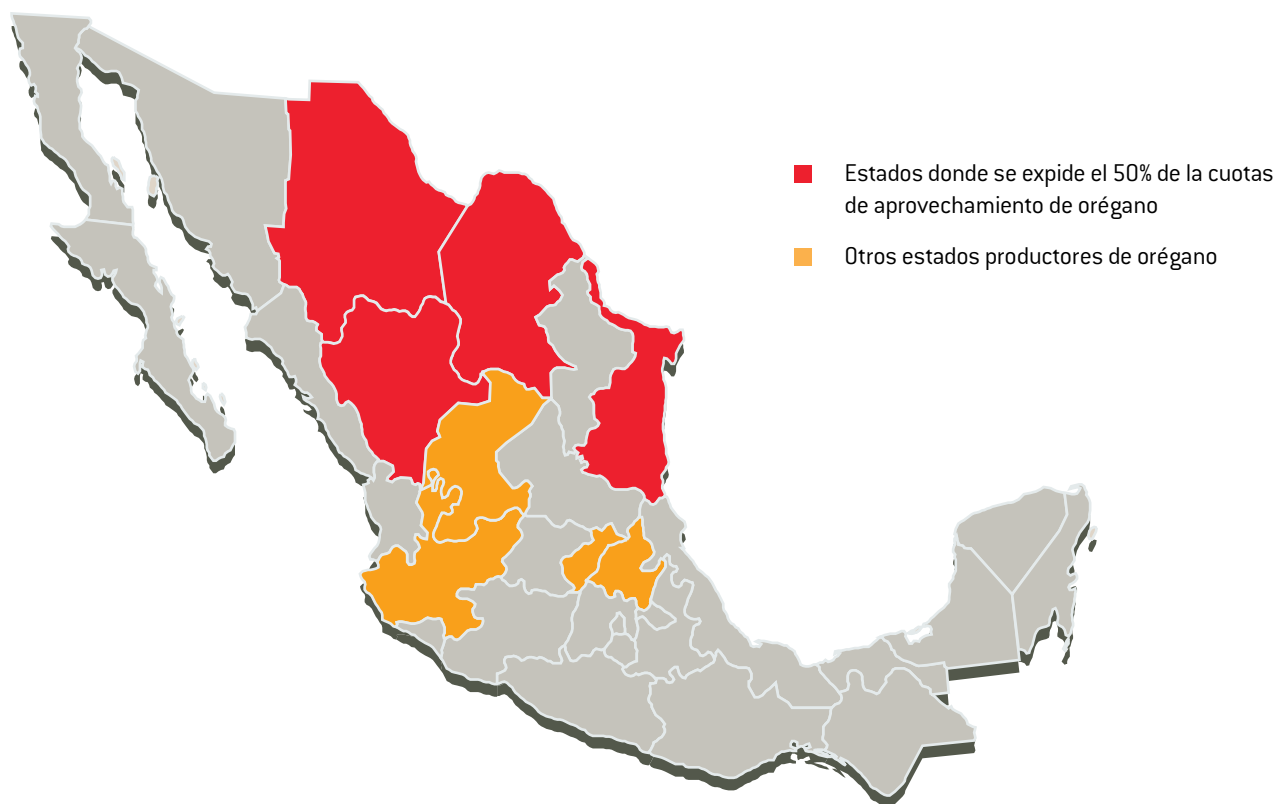 Estados donde se expide el 50% de la cuotas
de aprovechamiento de orégano
Otros estados productores de orégano